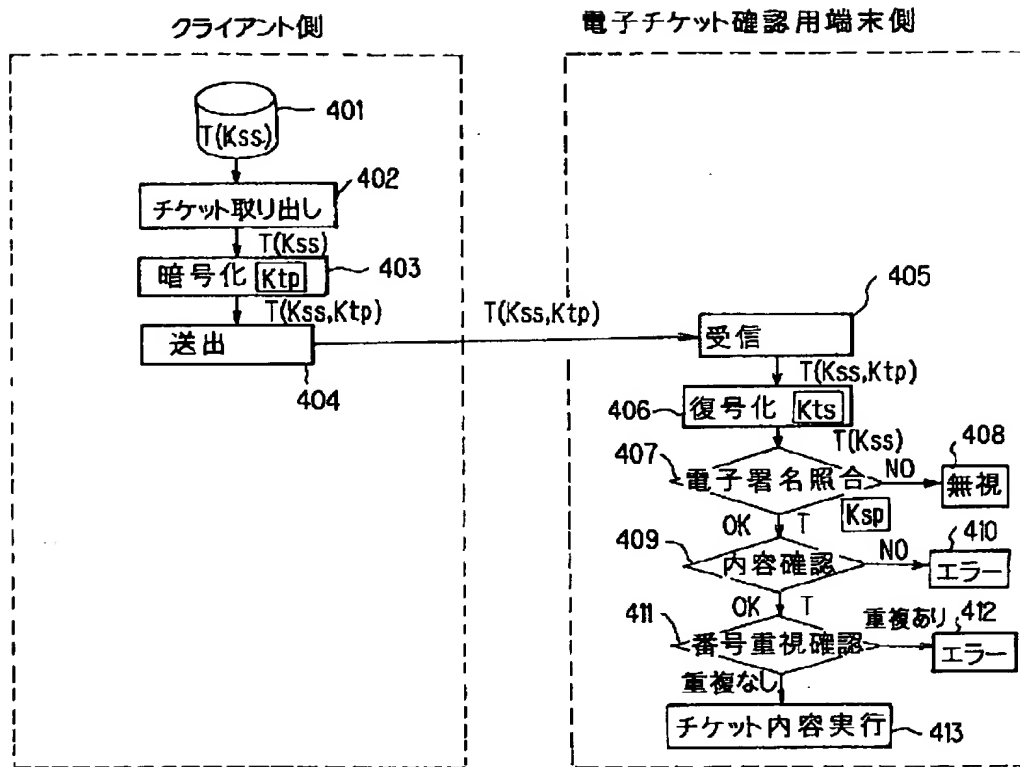 クライアント側
電子チケット確認用端末側
401
T(Kss)
402
チケット取り出し
T(Kss)
暗号化 Ktp
403
T(Kss,Ktp)
送出
404
T(Kss,Ktp)
405
受信
T(Kss,Ktp)
406
復号化 Kts
T(Kss)
407
電子署名照合
NO
408
無視
OK
T
Ksp
409
内容確認
NO
410
エラー
OK
T
411
番号重視確認
重複あり
412
エラー
重複なし
チケット内容実行
413